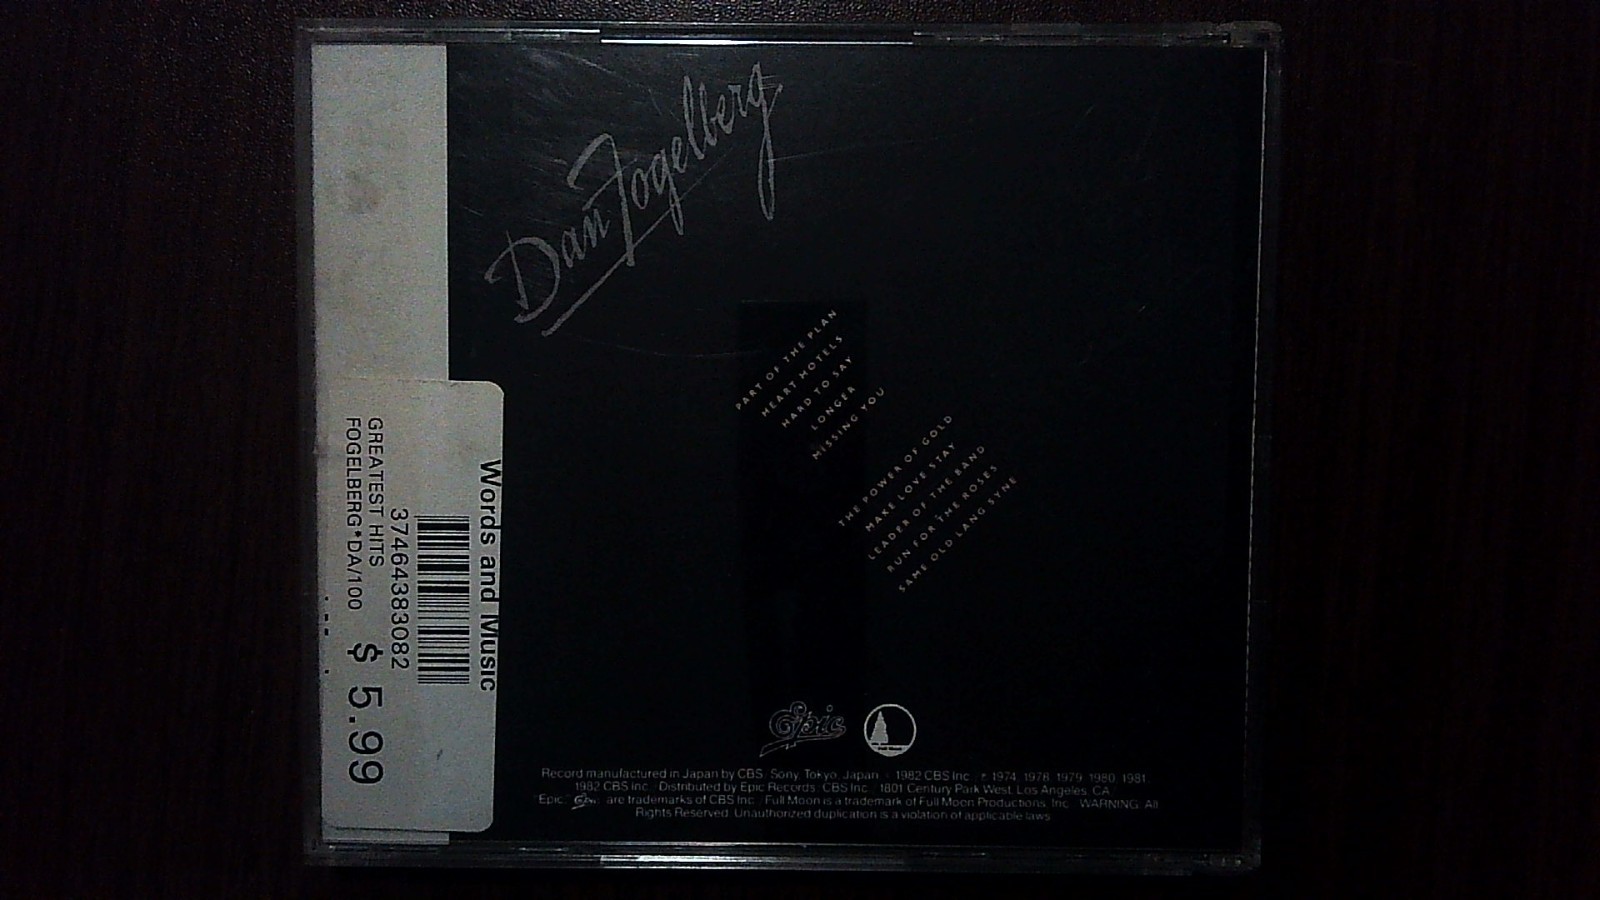 Dan Fogelberg
PART OF THE PLAN
HEART HOTELS
HARD TO SAY
LONGER
MISSING YOU
THE POWER OF GOLD
MAKE LOVE STAY
LEADER OF THE BAND
RUN FOR THE ROSES
SAME OLD LANG SYNE
Words and Music
37464383082
GREATEST HITS
FOGELBERG*DA/100
$ 5.99
Epic
Full Moon
Record manufactured in Japan by CBS / Sony, Tokyo, Japan. 1982 CBS Inc. / 1974, 1978, 1979, 1980, 1981,
1982 CBS Inc. / Distributed by Epic Records / CBS Inc. / 1801 Century Park West, Los Angeles, CA /
"Epic," Epic are trademarks of CBS Inc. / Full Moon is a trademark of Full Moon Productions, Inc. WARNING: All
Rights Reserved. Unauthorized duplication is a violation of applicable laws.